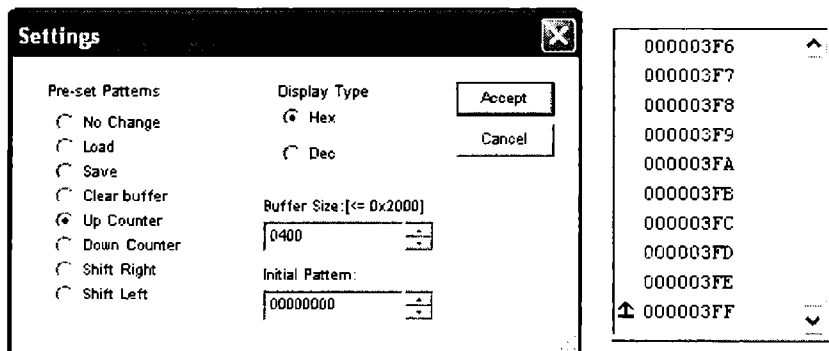 Settings
Pre-set Patterns
No Change
Load
Save
Clear buffer
Up Counter
Down Counter
Shift Right
Shift Left
Display Type
Hex
Dec
Buffer Size:[<= 0x2000]
0400
Initial Pattern:
00000000
Accept
Cancel
000003F6
000003F7
000003F8
000003F9
000003FA
000003FB
000003FC
000003FD
000003FE
000003FF